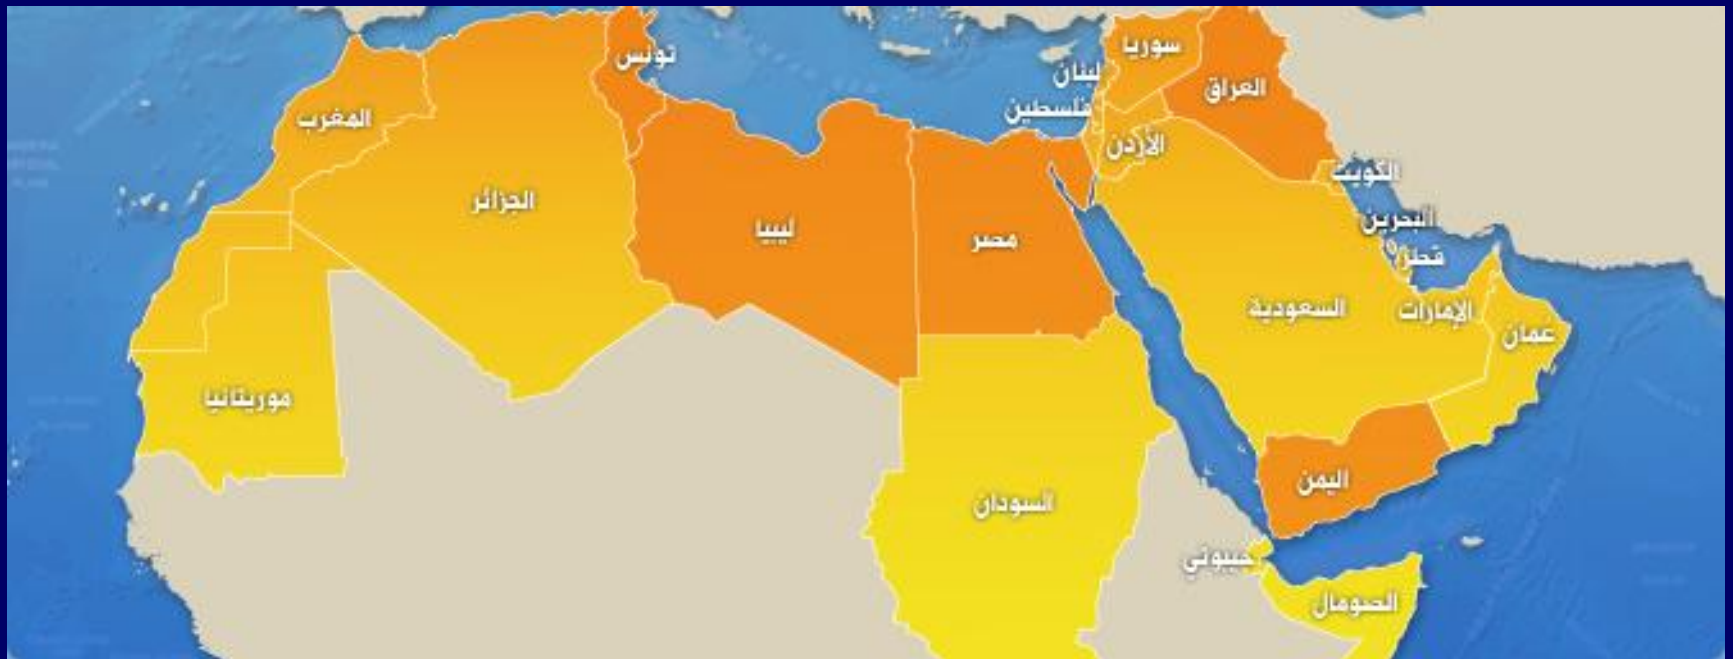 تونس
سوريا
لبنان
العراق
فلسطين
المغرب
الأردن
الكويت
الجزائر
البحرين
ليبيا
مصر
قطر
السعودية
الإمارات
عمان
موريتانيا
اليمن
السودان
جيبوتي
الصومال